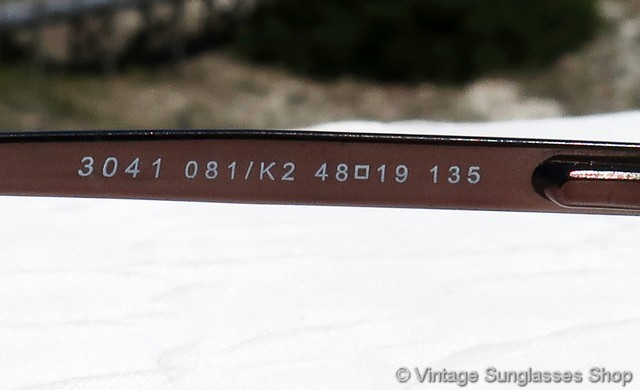 3041 081/K2 48□19 135
© Vintage Sunglasses Shop